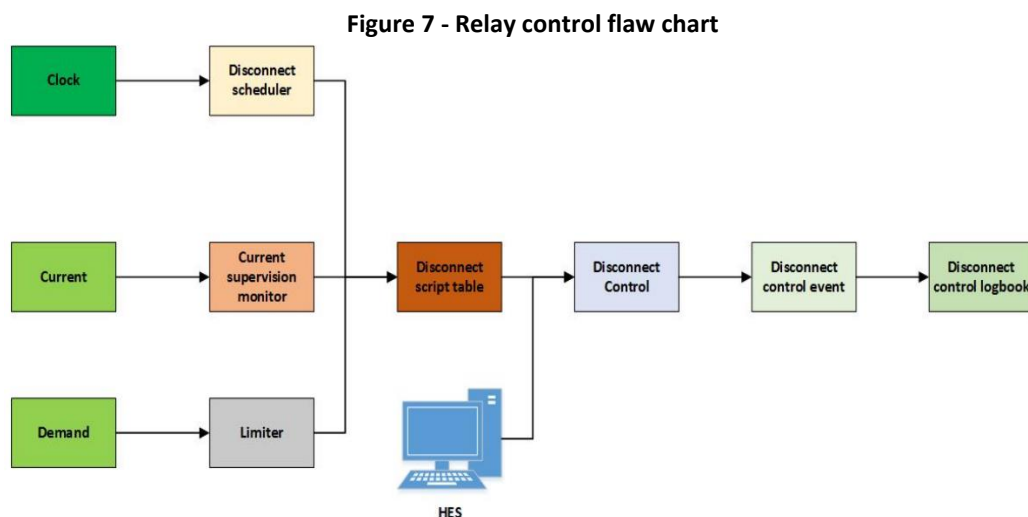 Figure 7 - Relay control flaw chart
Clock
Disconnect
scheduler
Current
Current
supervision
monitor
Disconnect
script table
Disconnect
Control
Disconnect
control event
Disconnect
control logbook
Demand
Limiter
HES